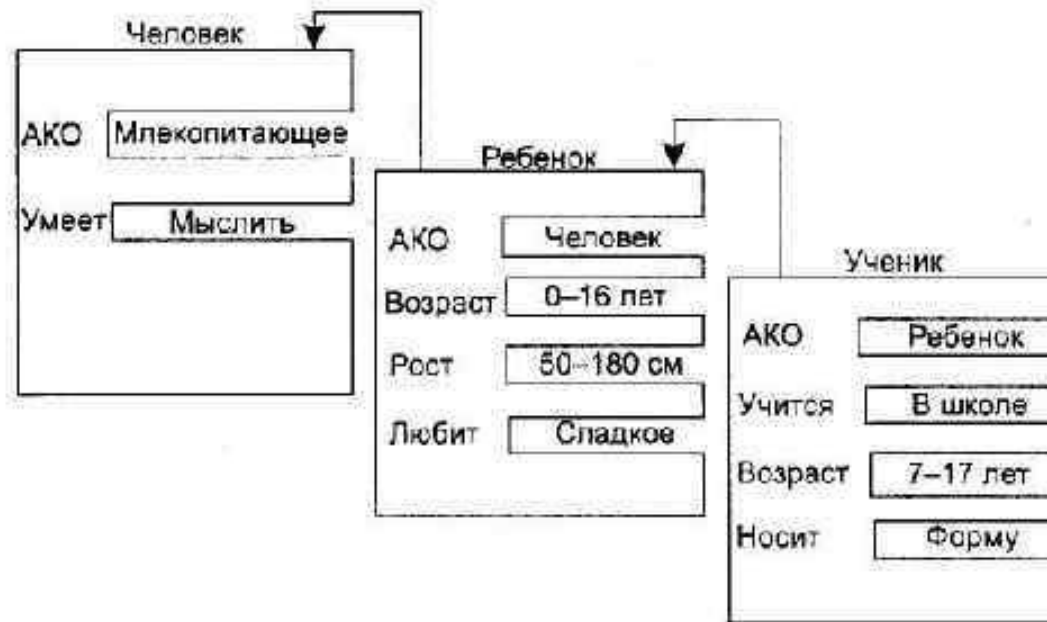 Человек
АКО Млекопитающее
Умеет Мыслить
Ребенок
АКО Человек
Возраст 0–16 лет
Рост 50–180 см
Любит Сладкое
Ученик
АКО Ребенок
Учится В школе
Возраст 7–17 лет
Носит Форму